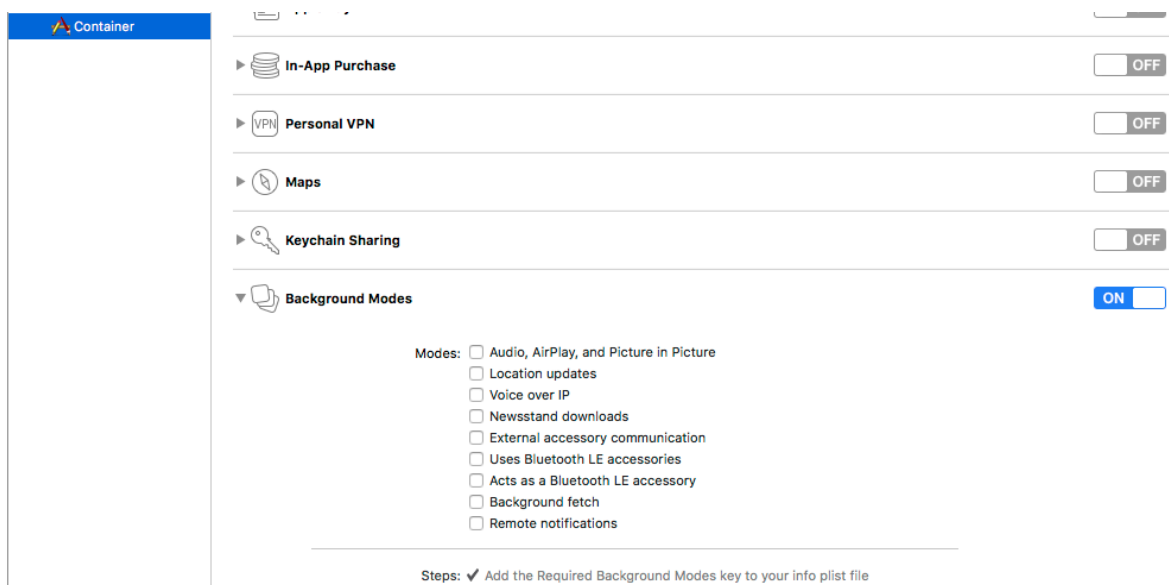 Container
In-App Purchase
OFF
VPN
Personal VPN
OFF
Maps
OFF
Keychain Sharing
OFF
Background Modes
ON
Modes:
Audio, AirPlay, and Picture in Picture
Location updates
Voice over IP
Newsstand downloads
External accessory communication
Uses Bluetooth LE accessories
Acts as a Bluetooth LE accessory
Background fetch
Remote notifications
Steps: ✓ Add the Required Background Modes key to your info plist file